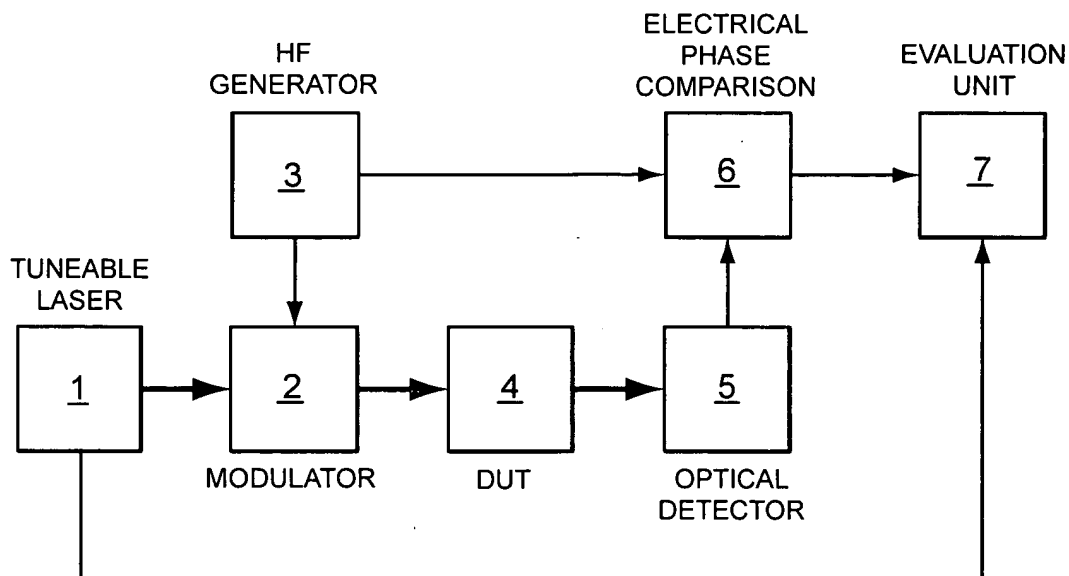 HF
GENERATOR
ELECTRICAL
PHASE
COMPARISON
EVALUATION
UNIT
3
6
7
TUNEABLE
LASER
1
2
4
5
MODULATOR
DUT
OPTICAL
DETECTOR